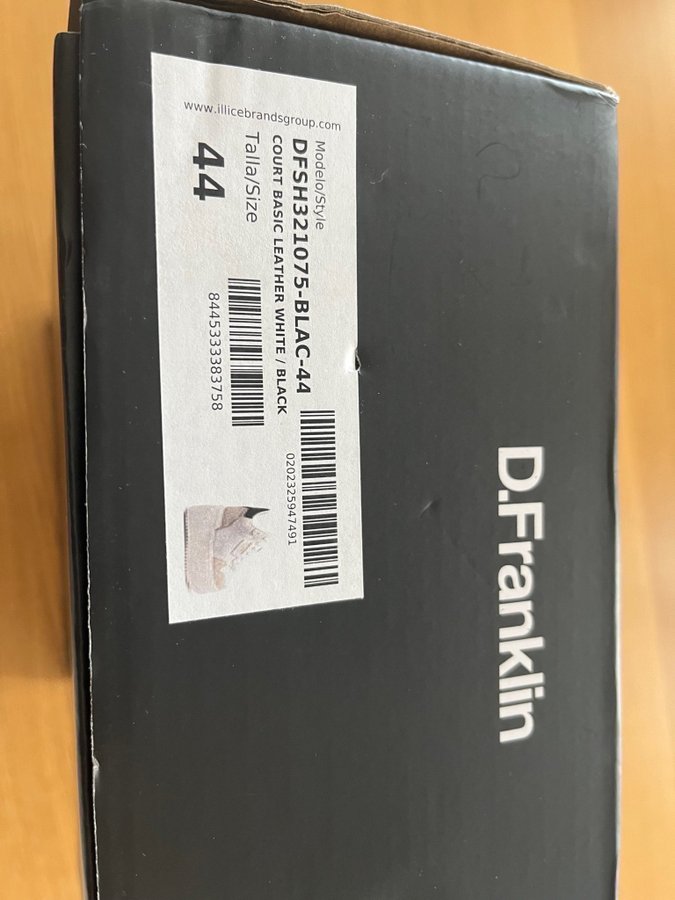 www.illicebrandsgroup.com
Modelo/Style
DFSH321075-BLAC-44
COURT BASIC LEATHER WHITE / BLACK
Talla/Size
44
8445333383758
0202325947491
D.Franklin